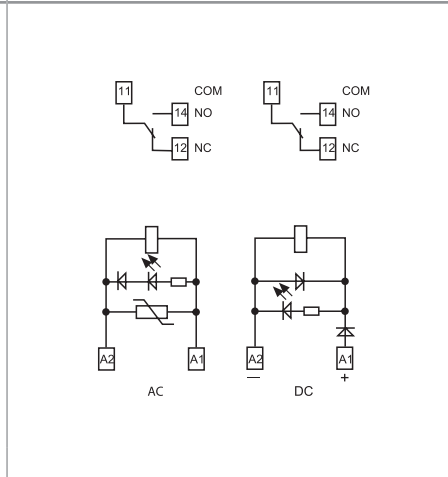 11 COM 11 COM
14 NO 14 NO
12 NC 12 NC
A2 A1 A2 A1
— +
AC DC